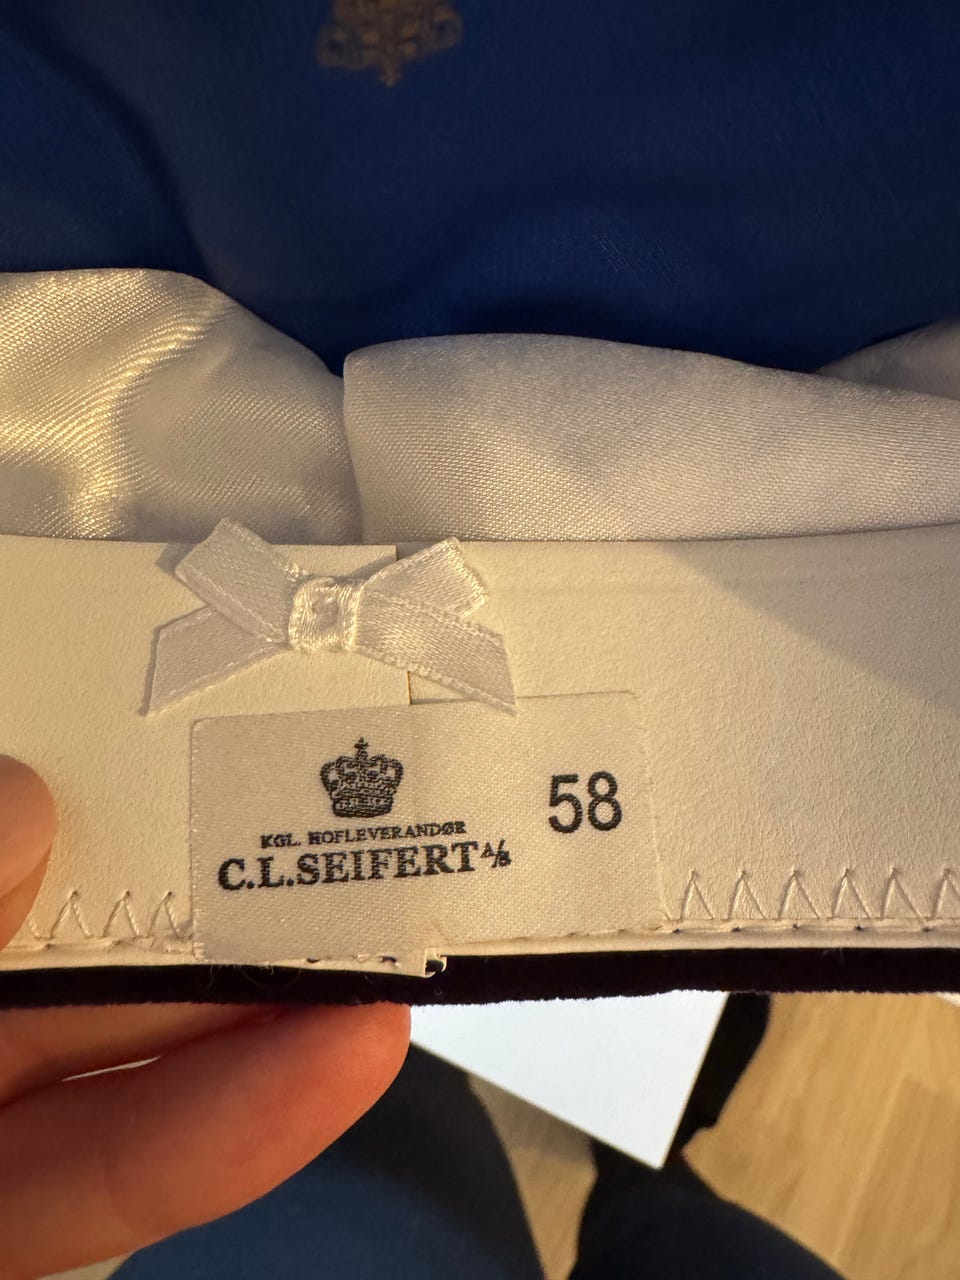 KGL. HOFLEVERANDØR
C.L.SEIFERT A/S
58